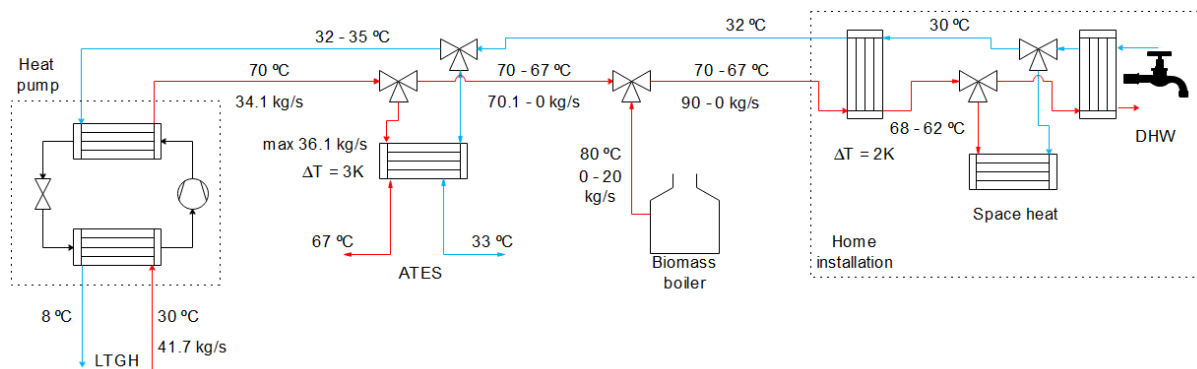 32 - 35 ºC
32 ºC
30 ºC
Heat
pump
70 ºC
34.1 kg/s
70 - 67 ºC
70.1 - 0 kg/s
70 - 67 ºC
90 - 0 kg/s
68 - 62 ºC
DHW
max 36.1 kg/s
ΔT = 3K
80 ºC
0 - 20
kg/s
ΔT = 2K
Space heat
67 ºC
33 ºC
ATES
Biomass
boiler
Home
installation
8 ºC
30 ºC
LTGH
41.7 kg/s